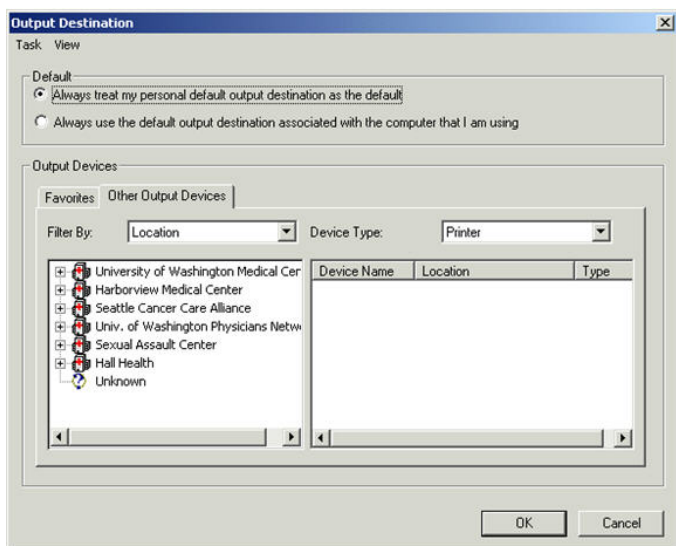 Output Destination
Task View
Default
Always treat my personal default output destination as the default
Always use the default output destination associated with the computer that I am using
Output Devices
Favorites Other Output Devices
Filter By: Location Device Type: Printer
University of Washington Medical Cer
Harborview Medical Center
Seattle Cancer Care Alliance
Univ. of Washington Physicians Netw
Sexual Assault Center
Hall Health
Unknown
Device Name Location Type
OK Cancel